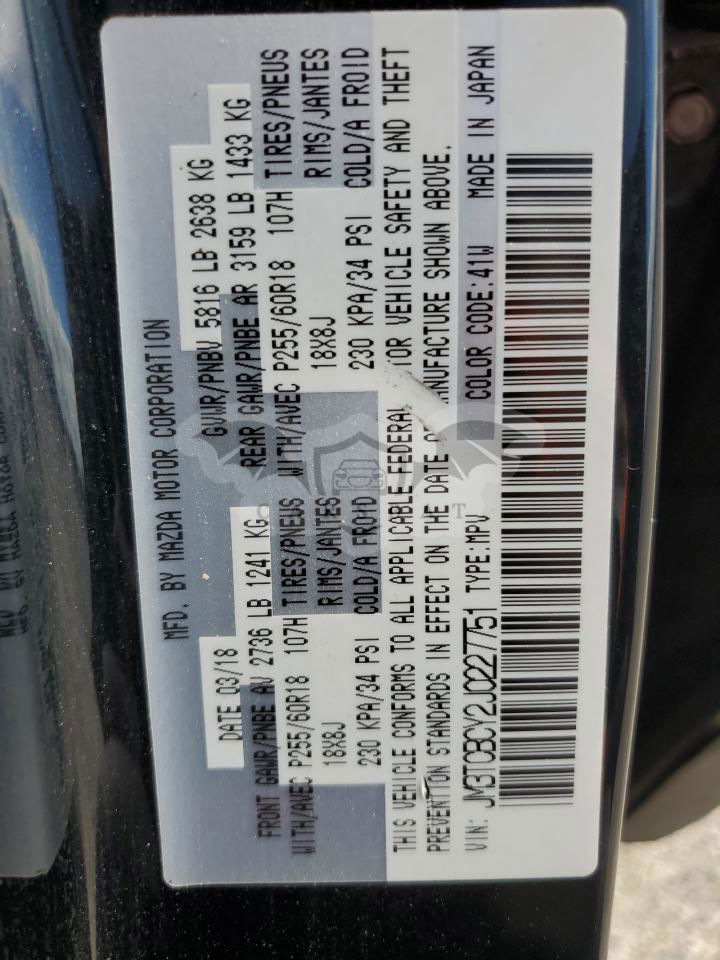 MFD. BY MAZDA MOTOR CORPORATION
DATE 03/18 GVWR/PNBV 5816 LB 2638 KG
FRONT GAWR/PNBE AV 2736 LB 1241 KG REAR GAWR/PNBE AR 3159 LB 1433 KG
WITH/AVEC P255/60R18 107H TIRES/PNEUS WITH/AVEC P255/60R18 107H TIRES/PNEUS
18X8J RIMS/JANTES 18X8J RIMS/JANTES
230 KPA/34 PSI COLD/A FROID 230 KPA/34 PSI COLD/A FROID
THIS VEHICLE CONFORMS TO ALL APPLICABLE FEDERAL MOTOR VEHICLE SAFETY AND THEFT
PREVENTION STANDARDS IN EFFECT ON THE DATE OF MANUFACTURE SHOWN ABOVE.
VIN: JM3TCBCY2J0227751 TYPE:MPV COLOR CODE:41W MADE IN JAPAN